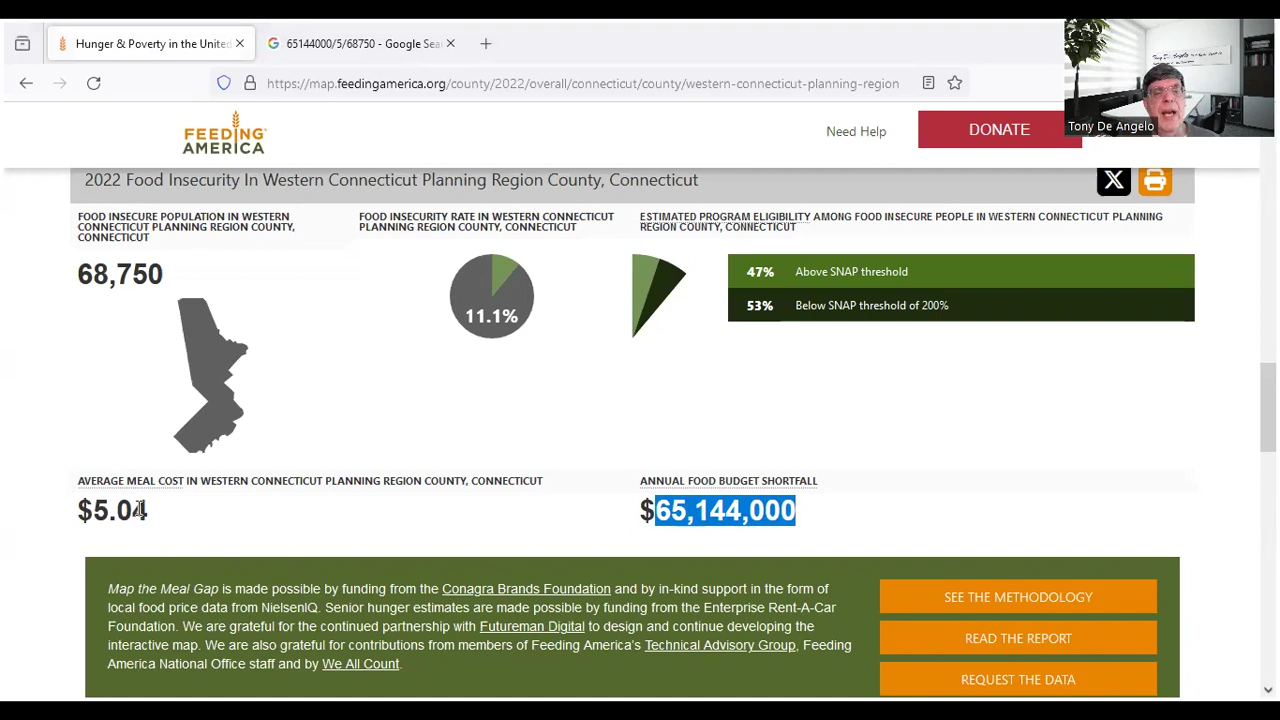 Hunger & Poverty in the United
65144000/5/68750 - Google Sea
https://map.feedingamerica.org/county/2022/overall/connecticut/county/western-connecticut-planning-region
Tony De Angelo
FEEDING
AMERICA
Need Help
DONATE
2022 Food Insecurity In Western Connecticut Planning Region County, Connecticut
FOOD INSECURE POPULATION IN WESTERN
CONNECTICUT PLANNING REGION COUNTY,
CONNECTICUT
68,750
FOOD INSECURITY RATE IN WESTERN CONNECTICUT
PLANNING REGION COUNTY, CONNECTICUT
11.1%
ESTIMATED PROGRAM ELIGIBILITY AMONG FOOD INSECURE PEOPLE IN WESTERN CONNECTICUT PLANNING
REGION COUNTY, CONNECTICUT
47% Above SNAP threshold
53% Below SNAP threshold of 200%
AVERAGE MEAL COST IN WESTERN CONNECTICUT PLANNING REGION COUNTY, CONNECTICUT
$5.04
ANNUAL FOOD BUDGET SHORTFALL
$65,144,000
Map the Meal Gap is made possible by funding from the Conagra Brands Foundation and by in-kind support in the form of
local food price data from NielsenIQ. Senior hunger estimates are made possible by funding from the Enterprise Rent-A-Car
Foundation. We are grateful for the continued partnership with Futureman Digital to design and continue developing the
interactive map. We are also grateful for contributions from members of Feeding America's Technical Advisory Group, Feeding
America National Office staff and by We All Count.
SEE THE METHODOLOGY
READ THE REPORT
REQUEST THE DATA